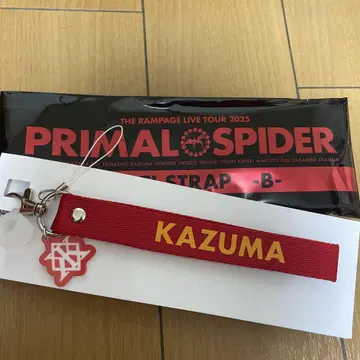 THE RAMPAGE LIVE TOUR 2025
PRIMAL SPIDER
STRAP -B-
KAZUMA